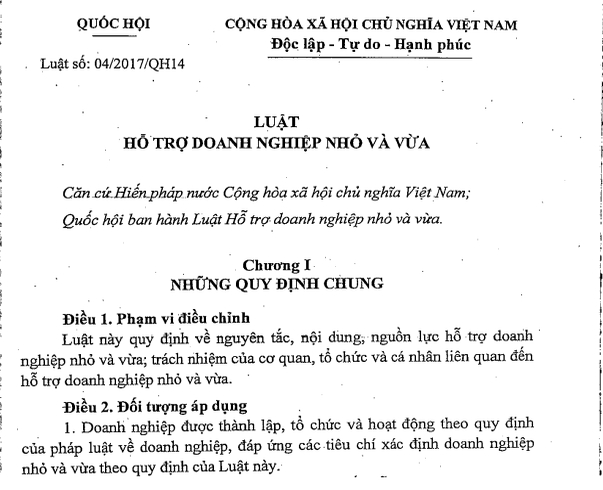 QUỐC HỘI
CỘNG HÒA XÃ HỘI CHỦ NGHĨA VIỆT NAM
Độc lập - Tự do - Hạnh phúc
Luật số: 04/2017/QH14
LUẬT
HỖ TRỢ DOANH NGHIỆP NHỎ VÀ VỪA
Căn cứ Hiến pháp nước Cộng hòa xã hội chủ nghĩa Việt Nam;
Quốc hội ban hành Luật Hỗ trợ doanh nghiệp nhỏ và vừa.
Chương I
NHỮNG QUY ĐỊNH CHUNG
Điều 1. Phạm vi điều chỉnh
Luật này quy định về nguyên tắc, nội dung, nguồn lực hỗ trợ doanh
nghiệp nhỏ và vừa; trách nhiệm của cơ quan, tổ chức và cá nhân liên quan đến
hỗ trợ doanh nghiệp nhỏ và vừa.
Điều 2. Đối tượng áp dụng
1. Doanh nghiệp được thành lập, tổ chức và hoạt động theo quy định
của pháp luật về doanh nghiệp, đáp ứng các tiêu chí xác định doanh nghiệp
nhỏ và vừa theo quy định của Luật này.